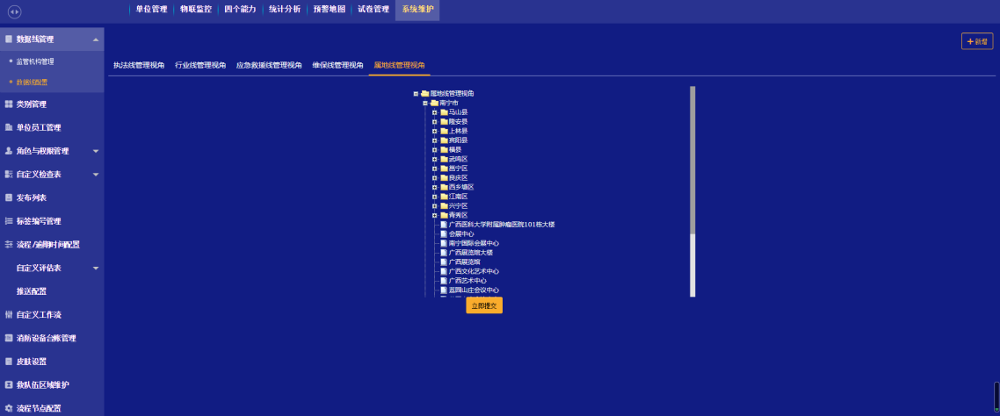 单位管理 物联监控 四个能力 统计分析 预警地图 试卷管理 系统维护
数据线管理
监管机构管理
数据线配置
类别管理
单位员工管理
角色与权限管理
自定义检查表
发布列表
标签编号管理
流程/逾期时间配置
自定义评估表
推送配置
自定义工作流
消防设备台账管理
皮肤设置
救队伍区域维护
流程节点配置
+新增
执法线管理视角 行业线管理视角 应急救援线管理视角 维保线管理视角 属地线管理视角
属地线管理视角
南宁市
马山县
隆安县
上林县
宾阳县
横县
武鸣区
邕宁区
良庆区
西乡塘区
江南区
兴宁区
青秀区
广西医科大学附属肿瘤医院101栋大楼
会展中心
南宁国际会展中心
广西展览馆大楼
广西展览馆
广西文化艺术中心
广西艺术中心
荔园山庄会议中心
立即提交